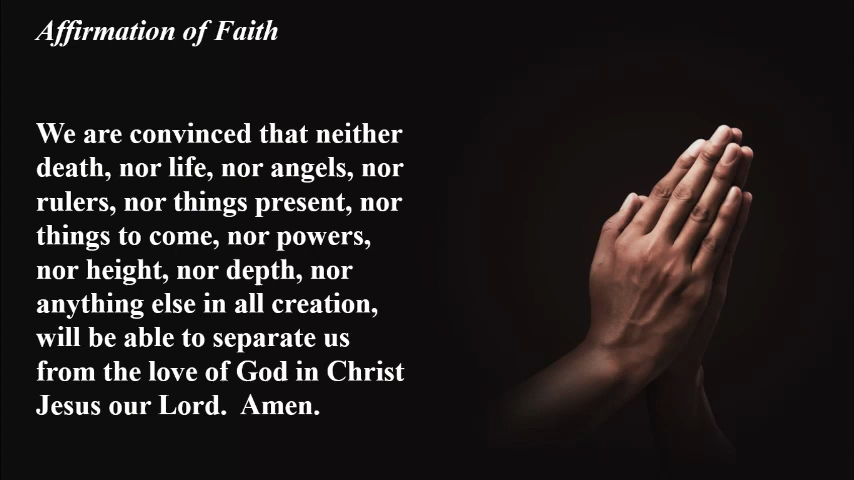 Affirmation of Faith
We are convinced that neither
death, nor life, nor angels, nor
rulers, nor things present, nor
things to come, nor powers,
nor height, nor depth, nor
anything else in all creation,
will be able to separate us
from the love of God in Christ
Jesus our Lord.  Amen.